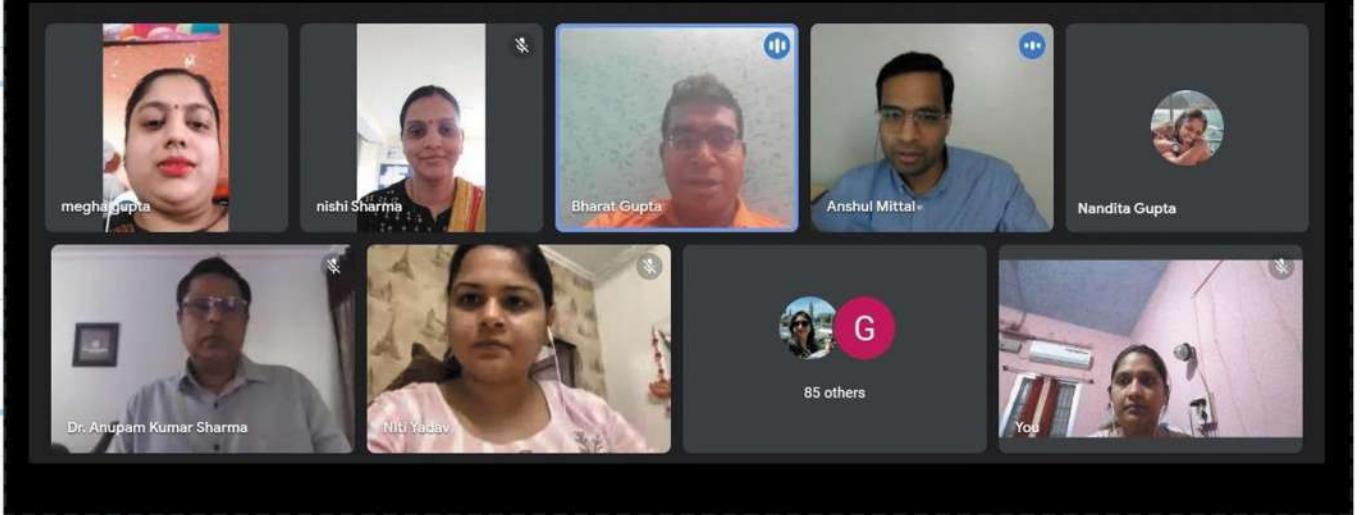 megha gupta
nishi Sharma
Bharat Gupta
Anshul Mittal
Nandita Gupta
Dr. Anupam Kumar Sharma
Niti Yadav
G
85 others
You